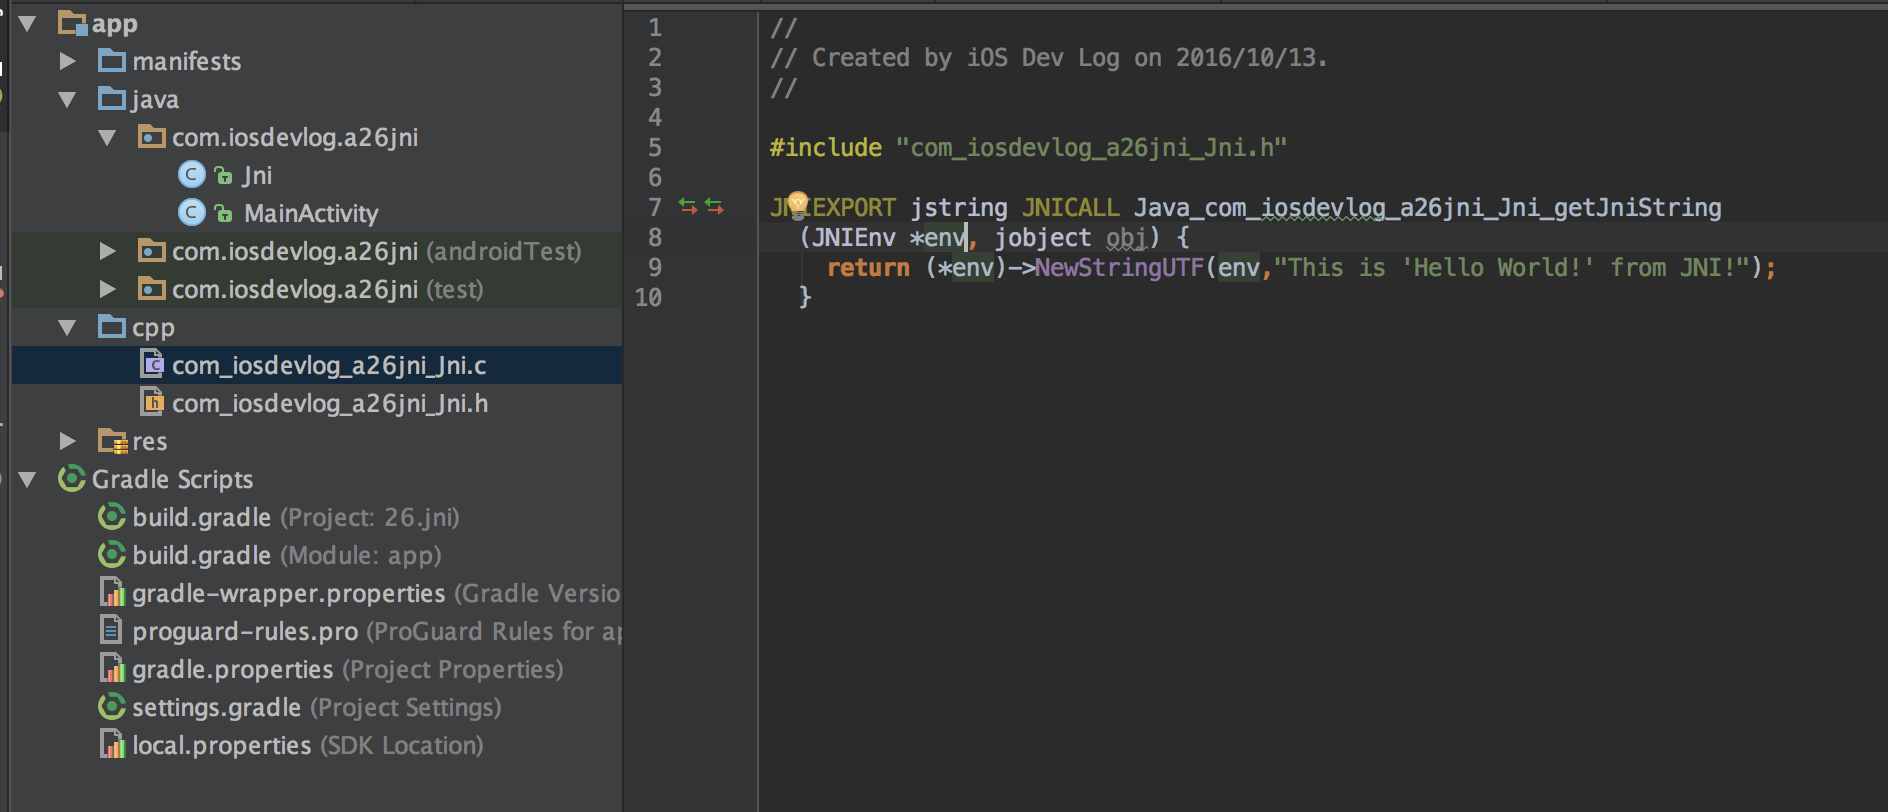 app
manifests
java
com.iosdevlog.a26jni
Jni
MainActivity
com.iosdevlog.a26jni (androidTest)
com.iosdevlog.a26jni (test)
cpp
com_iosdevlog_a26jni_Jni.c
com_iosdevlog_a26jni_Jni.h
res
Gradle Scripts
build.gradle (Project: 26.jni)
build.gradle (Module: app)
gradle-wrapper.properties (Gradle Versio
proguard-rules.pro (ProGuard Rules for ap
gradle.properties (Project Properties)
settings.gradle (Project Settings)
local.properties (SDK Location)
1 //
2 // Created by iOS Dev Log on 2016/10/13.
3 //
4
5 #include "com_iosdevlog_a26jni_Jni.h"
6
7 JNIEXPORT jstring JNICALL Java_com_iosdevlog_a26jni_Jni_getJniString
8 (JNIEnv *env, jobject obj) {
9 return (*env)->NewStringUTF(env,"This is 'Hello World!' from JNI!");
10 }